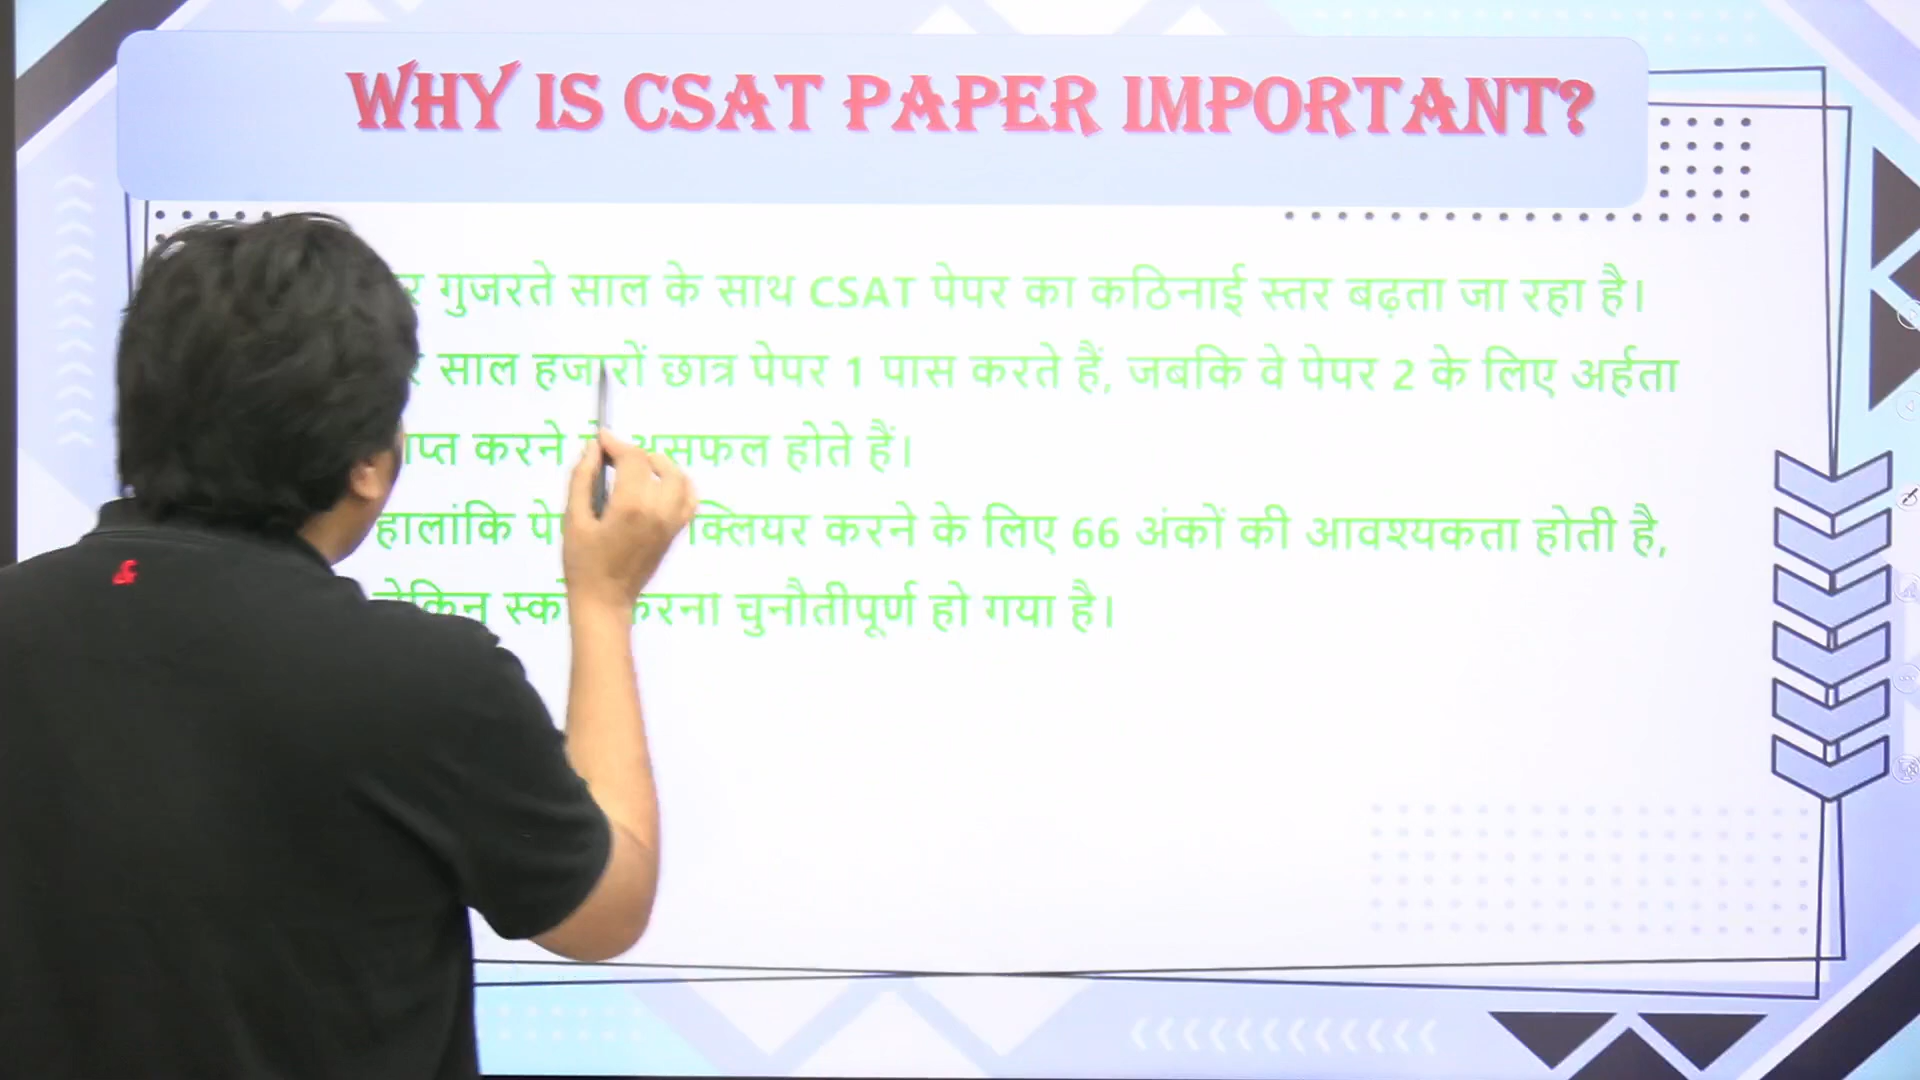 WHY IS CSAT PAPER IMPORTANT?
गुजरते साल के साथ CSAT पेपर का कठिनाई स्तर बढ़ता जा रहा है।
साल हजारों छात्र पेपर 1 पास करते हैं, जबकि वे पेपर 2 के लिए अर्हता
करने असफल होते हैं।
हालांकि क्लियर करने के लिए 66 अंकों की आवश्यकता होती है,
लेकिन करना चुनौतीपूर्ण हो गया है।